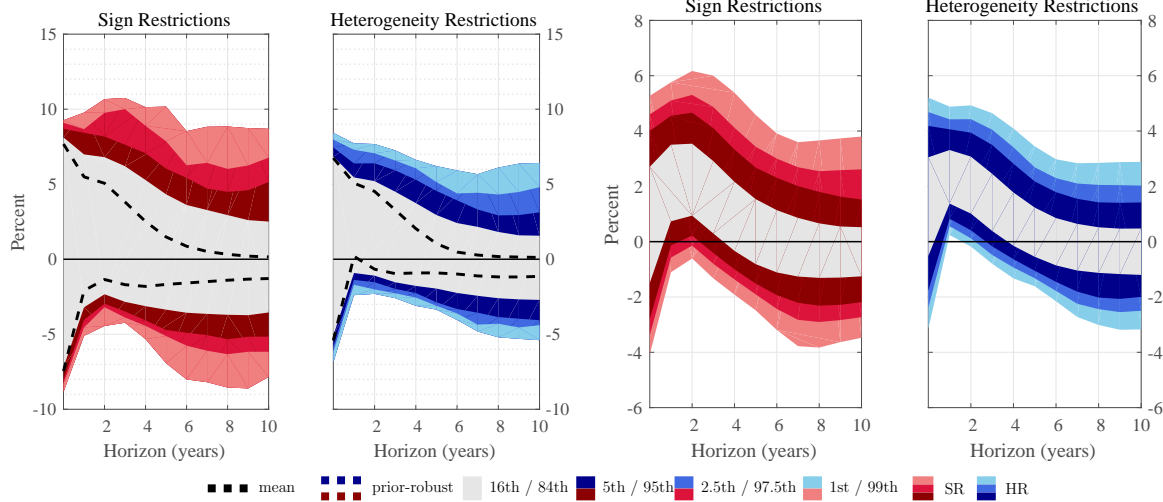 Sign Restrictions
Heterogeneity Restrictions
Sign Restrictions
Heterogeneity Restrictions
15
10
5
0
-5
-10
Percent
2 4 6 8 10
Horizon (years)
15
10
5
0
-5
-10
2 4 6 8 10
Horizon (years)
8
6
4
2
0
-2
-4
-6
Percent
2 4 6 8 10
Horizon (years)
8
6
4
2
0
-2
-4
-6
2 4 6 8 10
Horizon (years)
mean prior-robust 16th / 84th 5th / 95th 2.5th / 97.5th 1st / 99th SR HR